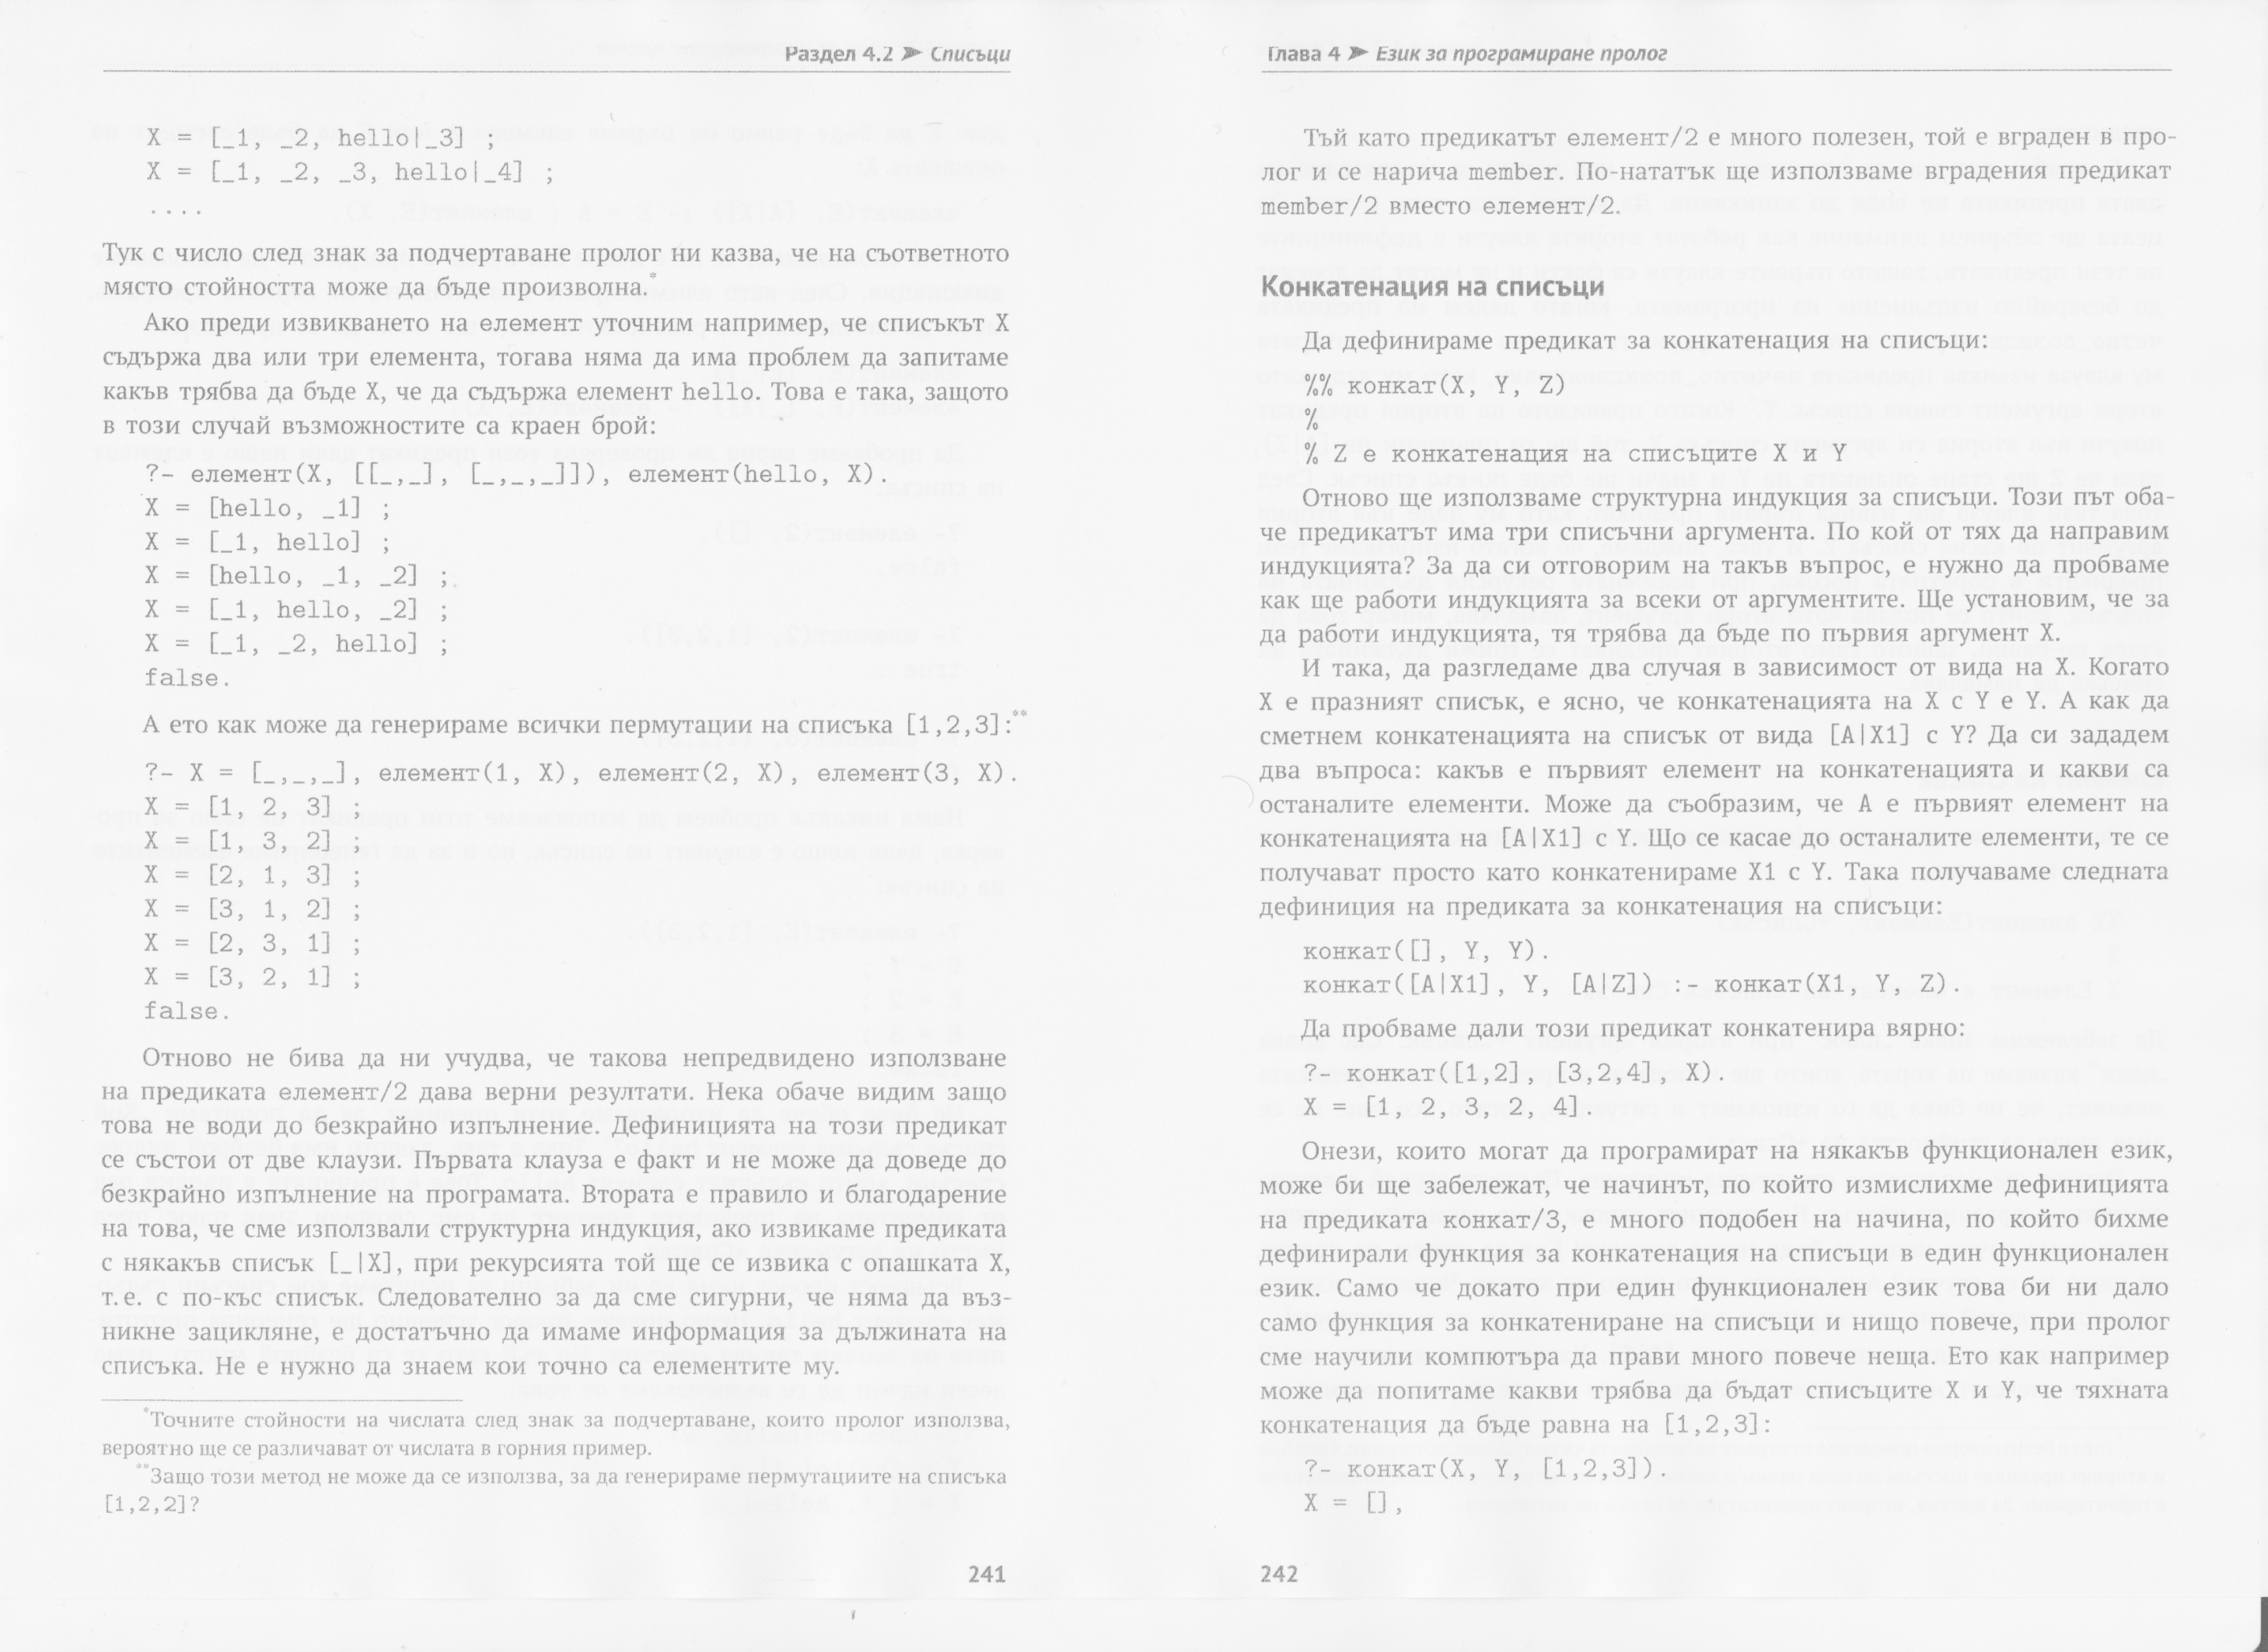 Раздел 4.2 ➤ Списъци
X = [_1, _2, hello|_3] ;
X = [_1, _2, _3, hello|_4] ;
....
Тук с число след знак за подчертаване пролог ни казва, че на съответното
място стойността може да бъде произволна.*
Ако преди извикването на елемент уточним например, че списъкът X
съдържа два или три елемента, тогава няма да има проблем да запитаме
какъв трябва да бъде X, че да съдържа елемент hello. Това е така, защото
в този случай възможностите са краен брой:
?- елемент(X, [[_,_], [_,_,_]]), елемент(hello, X).
X = [hello, _1] ;
X = [_1, hello] ;
X = [hello, _1, _2] ;
X = [_1, hello, _2] ;
X = [_1, _2, hello] ;
false.
А ето как може да генерираме всички пермутации на списъка [1,2,3]:**
?- X = [_,_,_], елемент(1, X), елемент(2, X), елемент(3, X).
X = [1, 2, 3] ;
X = [1, 3, 2] ;
X = [2, 1, 3] ;
X = [3, 1, 2] ;
X = [2, 3, 1] ;
X = [3, 2, 1] ;
false.
Отново не бива да ни учудва, че такова непредвидено използване
на предиката елемент/2 дава верни резултати. Нека обаче видим защо
това не води до безкрайно изпълнение. Дефиницията на този предикат
се състои от две клаузи. Първата клауза е факт и не може да доведе до
безкрайно изпълнение на програмата. Втората е правило и благодарение
на това, че сме използвали структурна индукция, ако извикаме предиката
с някакъв списък [_|X], при рекурсията той ще се извика с опашката X,
т.е. с по-къс списък. Следователно за да сме сигурни, че няма да въз-
никне зацикляне, е достатъчно да имаме информация за дължината на
списъка. Не е нужно да знаем кои точно са елементите му.
*Точните стойности на числата след знак за подчертаване, които пролог използва,
вероятно ще се различават от числата в горния пример.
**Защо този метод не може да се използва, за да генерираме пермутациите на списъка
[1,2,2]?
241
Глава 4 ➤ Език за програмиране пролог
Тъй като предикатът елемент/2 е много полезен, той е вграден в про-
лог и се нарича member. По-нататък ще използваме вградения предикат
member/2 вместо елемент/2.
Конкатенация на списъци
Да дефинираме предикат за конкатенация на списъци:
%% конкат(X, Y, Z)
%
% Z е конкатенация на списъците X и Y
Отново ще използваме структурна индукция за списъци. Този път оба-
че предикатът има три списъчни аргумента. По кой от тях да направим
индукцията? За да си отговорим на такъв въпрос, е нужно да пробваме
как ще работи индукцията за всеки от аргументите. Ще установим, че за
да работи индукцията, тя трябва да бъде по първия аргумент X.
И така, да разгледаме два случая в зависимост от вида на X. Когато
X е празният списък, е ясно, че конкатенацията на X с Y е Y. А как да
сметнем конкатенацията на списък от вида [A|X1] с Y? Да си зададем
два въпроса: какъв е първият елемент на конкатенацията и какви са
останалите елементи. Може да съобразим, че A е първият елемент на
конкатенацията на [A|X1] с Y. Що се касае до останалите елементи, те се
получават просто като конкатенираме X1 с Y. Така получаваме следната
дефиниция на предиката за конкатенация на списъци:
конкат([], Y, Y).
конкат([A|X1], Y, [A|Z]) :- конкат(X1, Y, Z).
Да пробваме дали този предикат конкатенира вярно:
?- конкат([1,2], [3,2,4], X).
X = [1, 2, 3, 2, 4].
Онези, които могат да програмират на някакъв функционален език,
може би ще забележат, че начинът, по който измислихме дефиницията
на предиката конкат/3, е много подобен на начина, по който бихме
дефинирали функция за конкатенация на списъци в един функционален
език. Само че докато при един функционален език това би ни дало
само функция за конкатениране на списъци и нищо повече, при пролог
сме научили компютъра да прави много повече неща. Ето как например
може да попитаме какви трябва да бъдат списъците X и Y, че тяхната
конкатенация да бъде равна на [1,2,3]:
?- конкат(X, Y, [1,2,3]).
X = [],
242